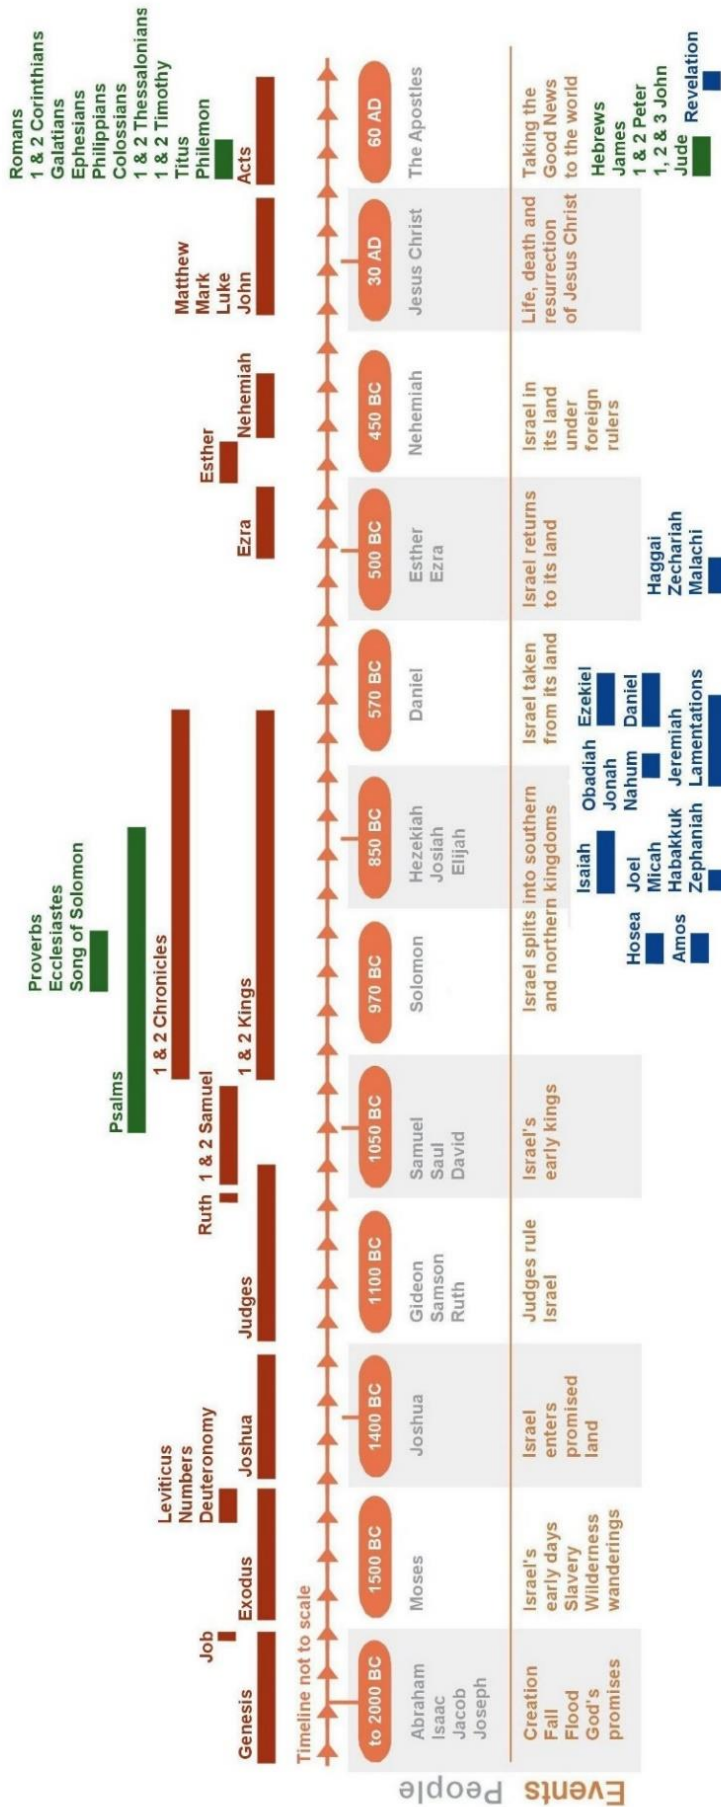 Romans
1 & 2 Corinthians
Galatians
Ephesians
Philippians
Colossians
1 & 2 Thessalonians
1 & 2 Timothy
Titus
Philemon
Acts
Matthew
Mark
Luke
John
Nehemiah
Esther
Ezra
Proverbs
Ecclesiastes
Song of Solomon
Psalms
1 & 2 Chronicles
1 & 2 Kings
1 & 2 Samuel
Ruth
Judges
Leviticus
Numbers
Deuteronomy
Joshua
Exodus
Job
Genesis
Timeline not to scale
to 2000 BC
1500 BC
1400 BC
1100 BC
1050 BC
970 BC
850 BC
570 BC
500 BC
450 BC
30 AD
60 AD
People
Abraham
Isaac
Jacob
Joseph
Moses
Joshua
Gideon
Samson
Ruth
Samuel
Saul
David
Solomon
Hezekiah
Josiah
Elijah
Daniel
Esther
Ezra
Nehemiah
Jesus Christ
The Apostles
Events
Creation
Fall
Flood
God's
promises
Israel's
early days
Slavery
Wilderness
wanderings
Israel
enters
promised
land
Judges rule
Israel
Israel's
early kings
Israel splits into southern
and northern kingdoms
Israel taken
from its land
Israel returns
to its land
Israel in
its land
under
foreign
rulers
Life, death and
resurrection
of Jesus Christ
Taking the
Good News
to the world
Hosea
Amos
Isaiah
Joel
Micah
Habakkuk
Zephaniah
Obadiah
Jonah
Nahum
Jeremiah
Lamentations
Ezekiel
Daniel
Haggai
Zechariah
Malachi
Hebrews
James
1 & 2 Peter
1, 2 & 3 John
Jude
Revelation